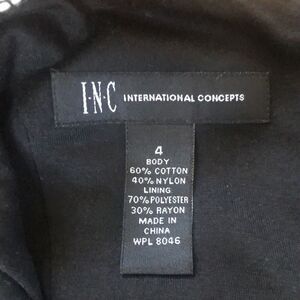 I·N·C INTERNATIONAL CONCEPTS
4
BODY
60% COTTON
40% NYLON
LINING
70% POLYESTER
30% RAYON
MADE IN
CHINA
WPL 8046